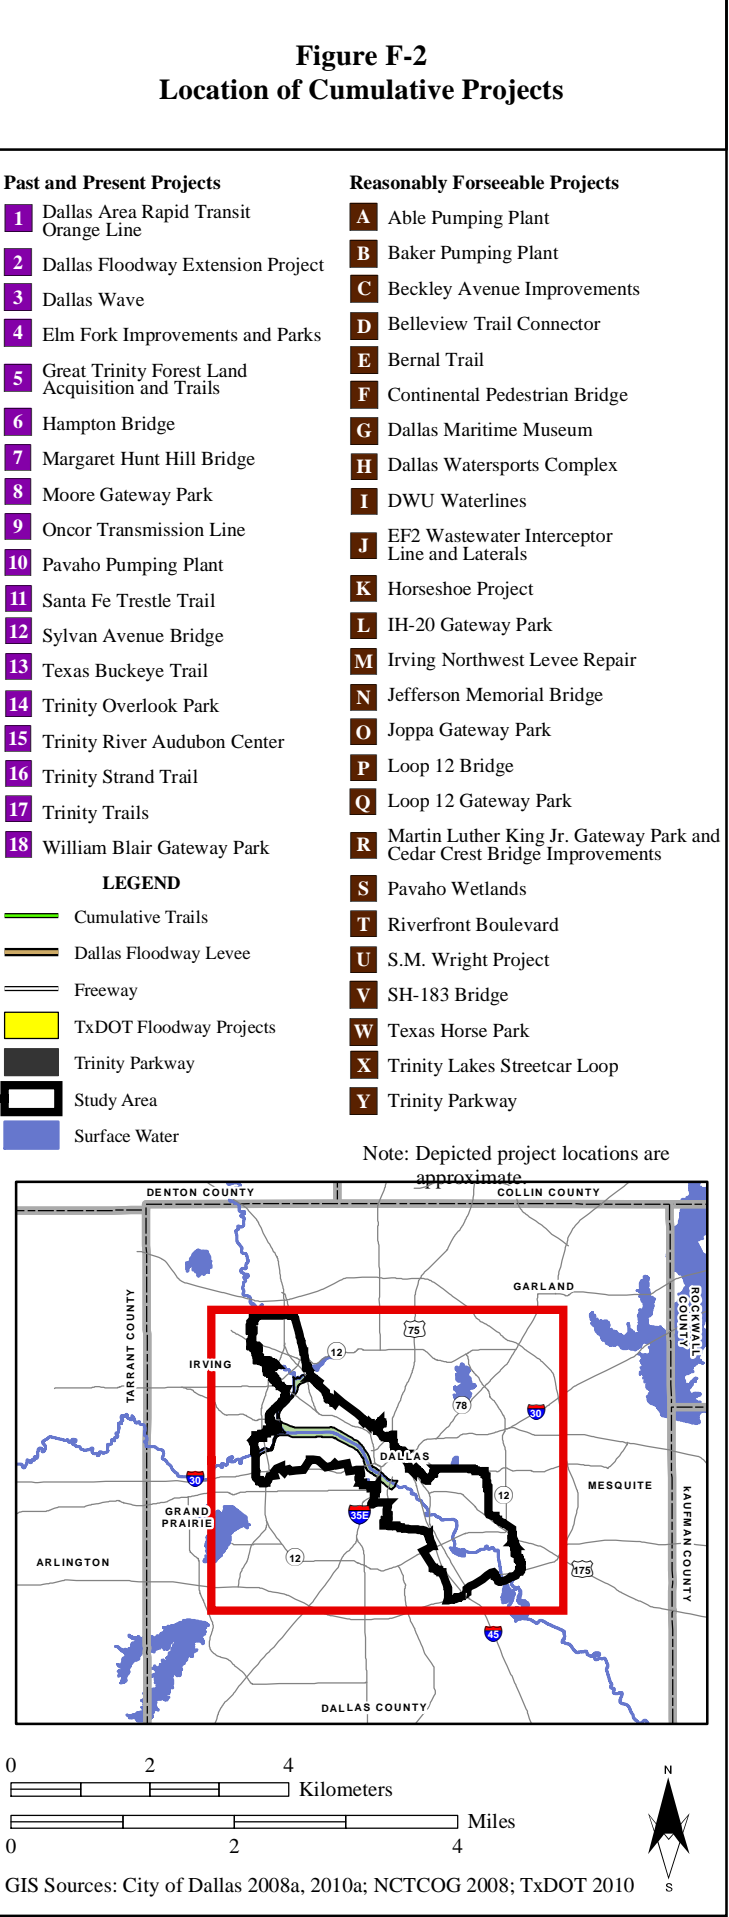 Figure F-2
Location of Cumulative Projects
Past and Present Projects
1 Dallas Area Rapid Transit
Orange Line
2 Dallas Floodway Extension Project
3 Dallas Wave
4 Elm Fork Improvements and Parks
5 Great Trinity Forest Land
Acquisition and Trails
6 Hampton Bridge
7 Margaret Hunt Hill Bridge
8 Moore Gateway Park
9 Oncor Transmission Line
10 Pavaho Pumping Plant
11 Santa Fe Trestle Trail
12 Sylvan Avenue Bridge
13 Texas Buckeye Trail
14 Trinity Overlook Park
15 Trinity River Audubon Center
16 Trinity Strand Trail
17 Trinity Trails
18 William Blair Gateway Park
LEGEND
Cumulative Trails
Dallas Floodway Levee
Freeway
TxDOT Floodway Projects
Trinity Parkway
Study Area
Surface Water
Reasonably Forseeable Projects
A Able Pumping Plant
B Baker Pumping Plant
C Beckley Avenue Improvements
D Belleview Trail Connector
E Bernal Trail
F Continental Pedestrian Bridge
G Dallas Maritime Museum
H Dallas Watersports Complex
I DWU Waterlines
J EF2 Wastewater Interceptor
Line and Laterals
K Horseshoe Project
L IH-20 Gateway Park
M Irving Northwest Levee Repair
N Jefferson Memorial Bridge
O Joppa Gateway Park
P Loop 12 Bridge
Q Loop 12 Gateway Park
R Martin Luther King Jr. Gateway Park and
Cedar Crest Bridge Improvements
S Pavaho Wetlands
T Riverfront Boulevard
U S.M. Wright Project
V SH-183 Bridge
W Texas Horse Park
X Trinity Lakes Streetcar Loop
Y Trinity Parkway
Note: Depicted project locations are
approximate.
DENTON COUNTY
COLLIN COUNTY
GARLAND
ROCKWALL
COUNTY
TARRANT COUNTY
75
12
IRVING
78
30
DALLAS
30
MESQUITE
12
GRAND
PRAIRIE
35E
KAUFMAN COUNTY
ARLINGTON
12
175
45
DALLAS COUNTY
0 2 4
Kilometers
Miles
0 2 4
N
S
GIS Sources: City of Dallas 2008a, 2010a; NCTCOG 2008; TxDOT 2010